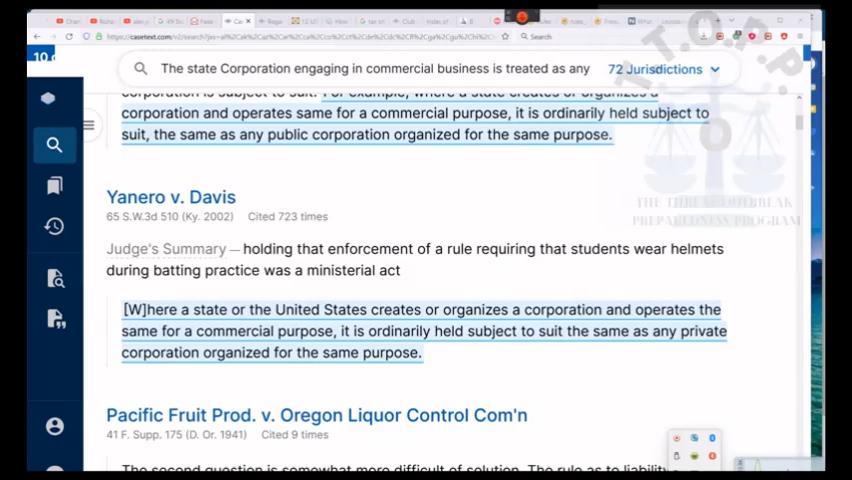 https://casetext.com/v2/search
Search
The state Corporation engaging in commercial business is treated as any
72 Jurisdictions
corporation is subject to suit. For example, where a state creates or organizes a
corporation and operates same for a commercial purpose, it is ordinarily held subject to
suit, the same as any public corporation organized for the same purpose.
T.T.O.P.P.
THE THREAT OUTBREAK
PREPAREDNESS PROGRAM
Yanero v. Davis
65 S.W.3d 510 (Ky. 2002) Cited 723 times
Judge's Summary — holding that enforcement of a rule requiring that students wear helmets
during batting practice was a ministerial act
[W]here a state or the United States creates or organizes a corporation and operates the
same for a commercial purpose, it is ordinarily held subject to suit the same as any private
corporation organized for the same purpose.
Pacific Fruit Prod. v. Oregon Liquor Control Com'n
41 F. Supp. 175 (D. Or. 1941) Cited 9 times
The second question is somewhat more difficult of solution. The rule as to liability